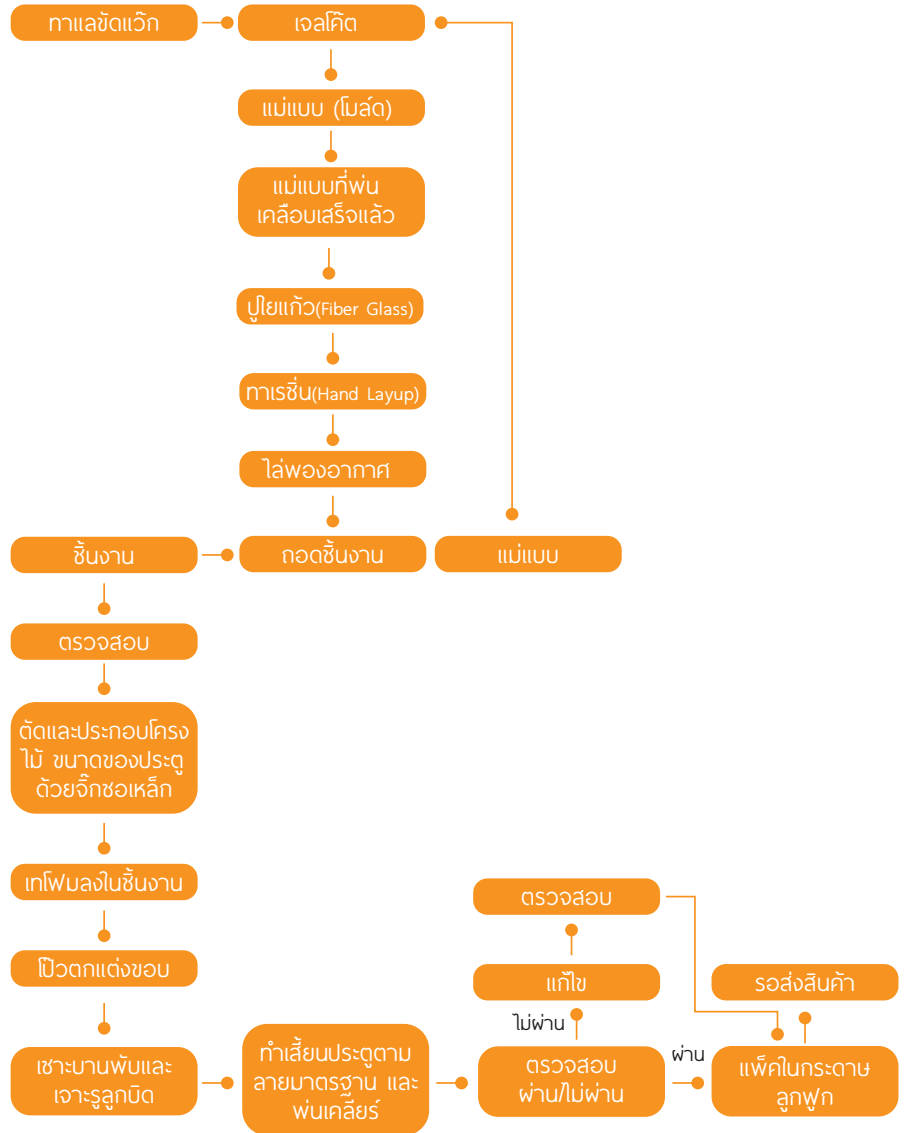 ทาแลขัดแว๊ก
เจลโค๊ต
แม่แบบ (โมล์ด)
แม่แบบที่พ่น
เคลือบเสร็จแล้ว
ปูใยแก้ว(Fiber Glass)
ทาเรซิ่น(Hand Layup)
ไล่พองอากาศ
ชิ้นงาน
ถอดชิ้นงาน
แม่แบบ
ตรวจสอบ
ตัดและประกอบโครง
ไม้ ขนาดของประตู
ด้วยจิ๊กซอเหล็ก
เทโฟมลงในชิ้นงาน
โป๊วตกแต่งขอบ
เซาะบานพับและ
เจาะรูลูกบิด
ทำเสี้ยนประตูตาม
ลายมาตรฐาน และ
พ่นเคลียร์
ตรวจสอบ
ผ่าน/ไม่ผ่าน
ไม่ผ่าน
แก้ไข
ตรวจสอบ
ผ่าน
แพ็คในกระดาษ
ลูกฟูก
รอส่งสินค้า